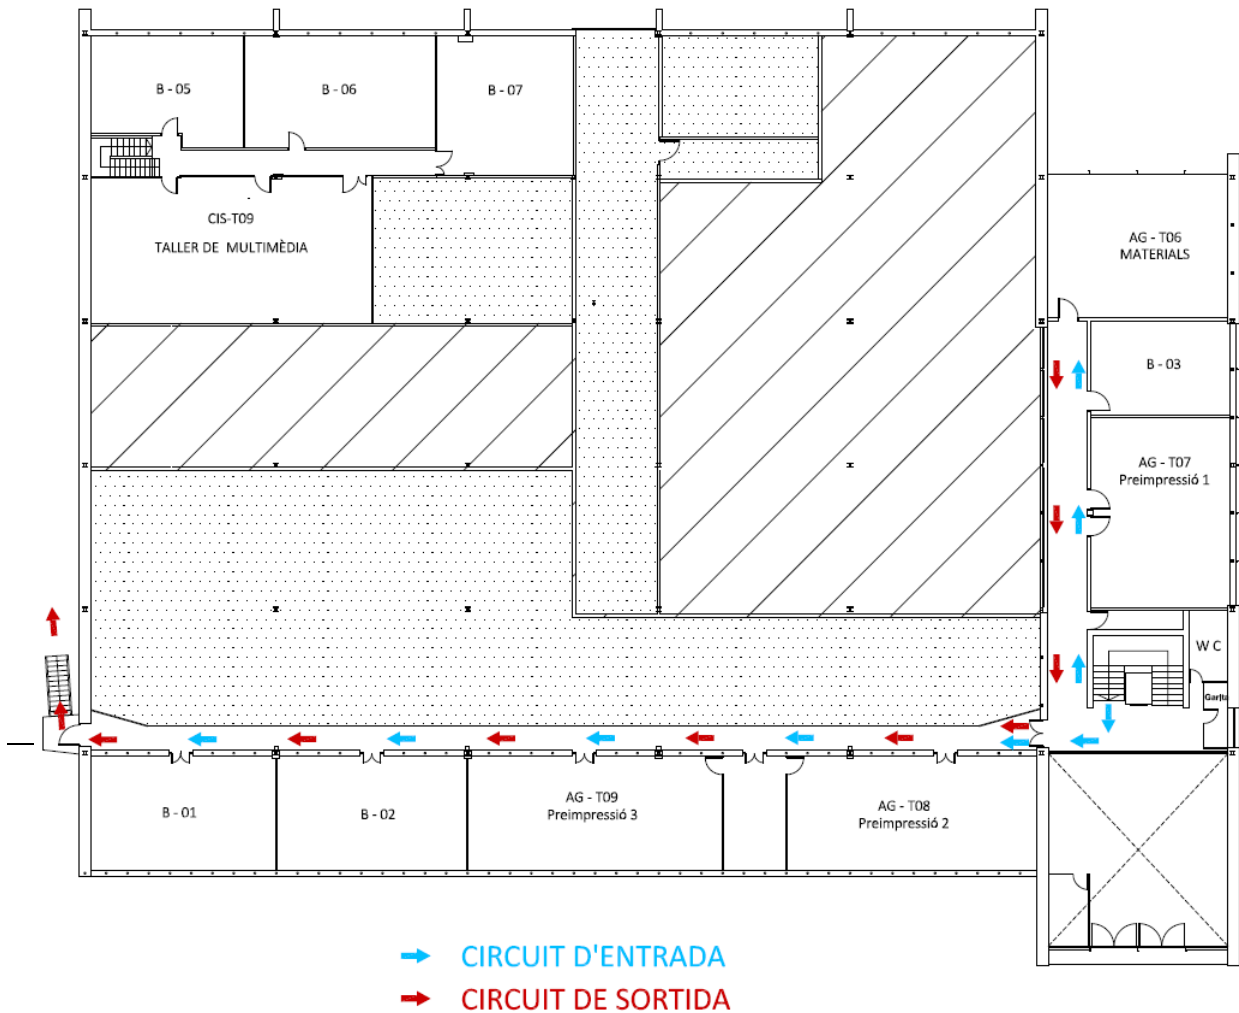 B - 05
B - 06
B - 07
CIS-T09
TALLER DE MULTIMÈDIA
AG - T06
MATERIALS
B - 03
AG - T07
Preimpressió 1
W C
B - 01
B - 02
AG - T09
Preimpressió 3
AG - T08
Preimpressió 2
CIRCUIT D'ENTRADA
CIRCUIT DE SORTIDA